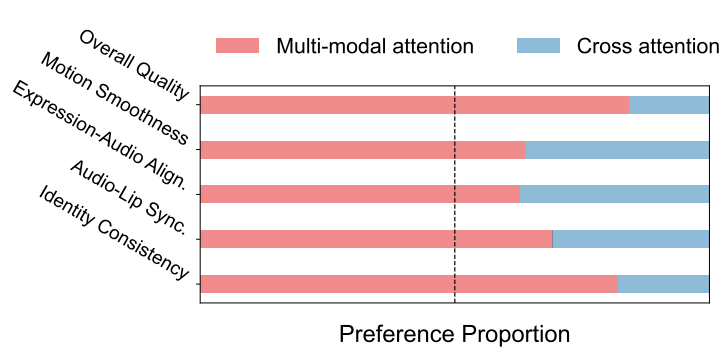 Multi-modal attention
Cross attention
Overall Quality
Motion Smoothness
Expression-Audio Align.
Audio-Lip Sync.
Identity Consistency
Preference Proportion